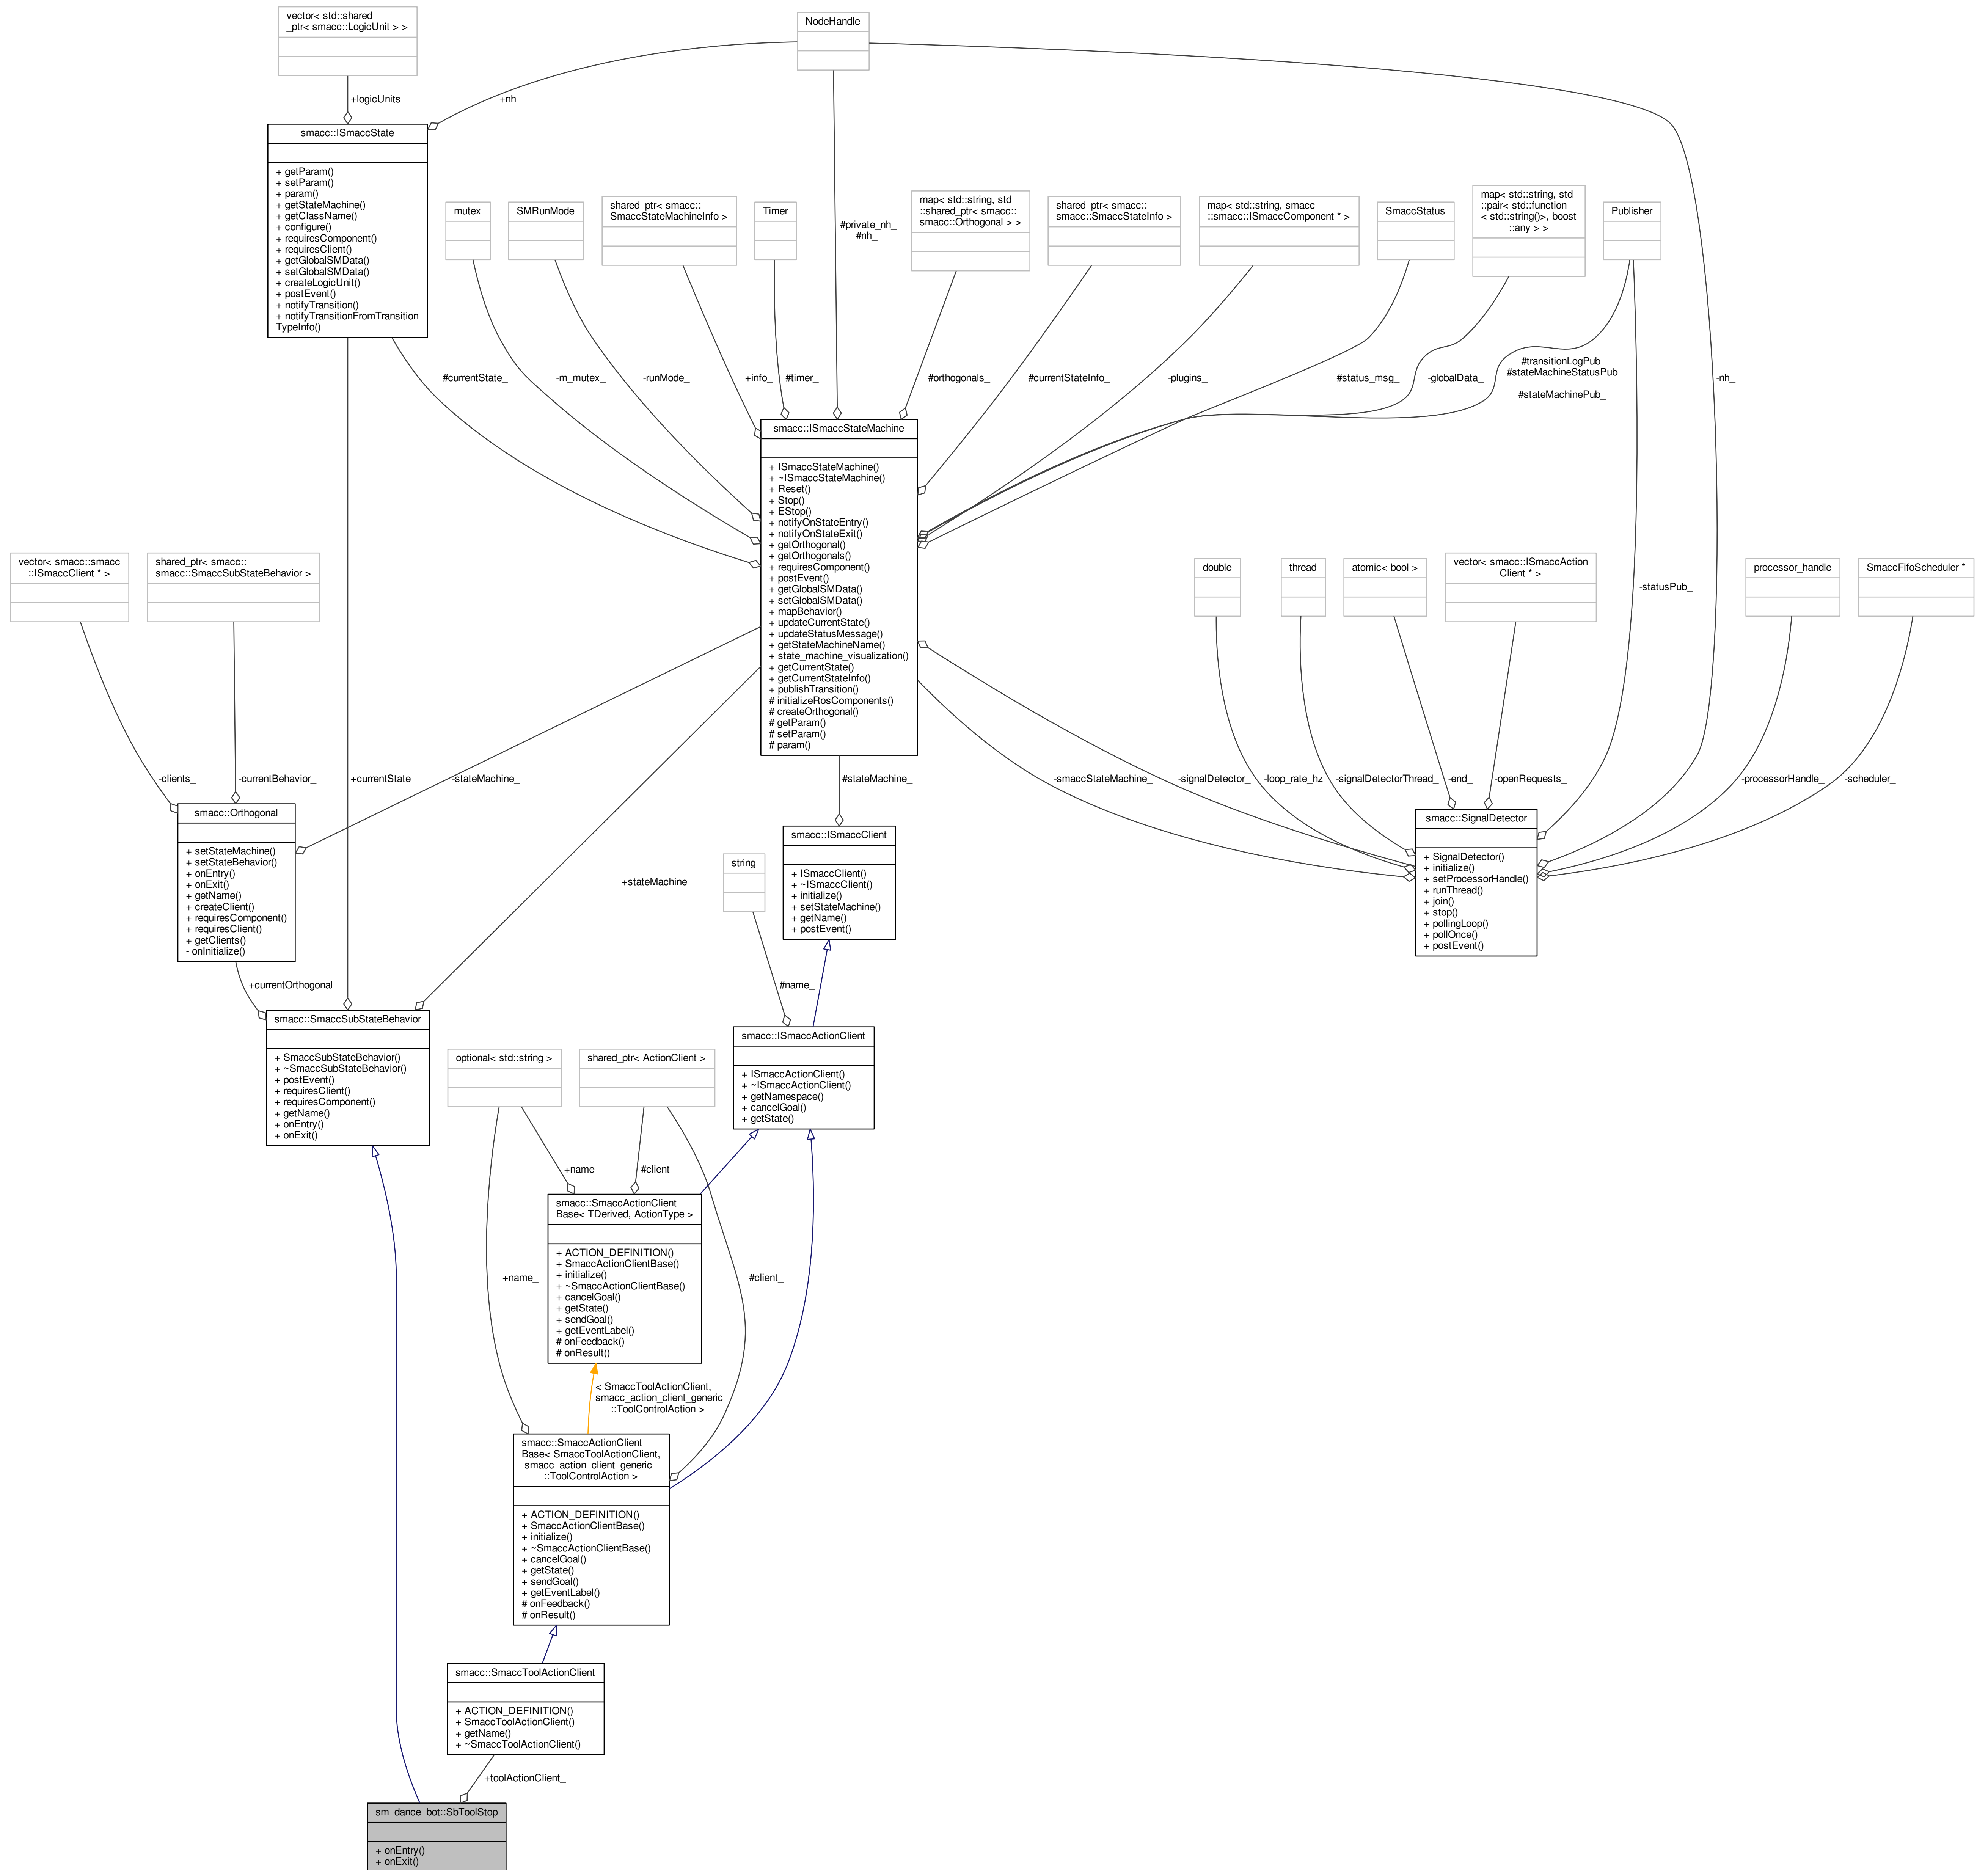 vector< std::shared
_ptr< smacc::LogicUnit > >
NodeHandle
+logicUnits_
+nh
smacc::ISmaccState
+ getParam()
+ setParam()
+ param()
+ getStateMachine()
+ getClassName()
+ configure()
+ requiresComponent()
+ requiresClient()
+ getGlobalSMData()
+ setGlobalSMData()
+ createLogicUnit()
+ postEvent()
+ notifyTransition()
+ notifyTransitionFromTransition
TypeInfo()
mutex
SMRunMode
shared_ptr< smacc::
SmaccStateMachineInfo >
Timer
#private_nh_
#nh_
map< std::string, std
::shared_ptr< smacc::
smacc::Orthogonal > >
shared_ptr< smacc::
smacc::SmaccStateInfo >
map< std::string, smacc
::smacc::ISmaccComponent * >
SmaccStatus
map< std::string, std
::pair< std::function
< std::string()>, boost
::any > >
Publisher
#currentState_
-m_mutex_
-runMode_
+info_
#timer_
#orthogonals_
#currentStateInfo_
-plugins_
#status_msg_
-globalData_
#transitionLogPub_
#stateMachineStatusPub
_
#stateMachinePub_
-nh_
smacc::ISmaccStateMachine
+ ISmaccStateMachine()
+ ~ISmaccStateMachine()
+ Reset()
+ Stop()
+ EStop()
+ notifyOnStateEntry()
+ notifyOnStateExit()
+ getOrthogonal()
+ getOrthogonals()
+ requiresComponent()
+ postEvent()
+ getGlobalSMData()
+ setGlobalSMData()
+ mapBehavior()
+ updateCurrentState()
+ updateStatusMessage()
+ getStateMachineName()
+ state_machine_visualization()
+ getCurrentState()
+ getCurrentStateInfo()
+ publishTransition()
# initializeRosComponents()
# createOrthogonal()
# getParam()
# setParam()
# param()
vector< smacc::smacc
::ISmaccClient * >
shared_ptr< smacc::
smacc::SmaccSubStateBehavior >
double
thread
atomic< bool >
vector< smacc::ISmaccAction
Client * >
-statusPub_
processor_handle
SmaccFifoScheduler *
-clients_
-currentBehavior_
+currentState
-stateMachine_
#stateMachine_
-smaccStateMachine_
-signalDetector_
-loop_rate_hz
-signalDetectorThread_
-end_
-openRequests_
-processorHandle_
-scheduler_
smacc::Orthogonal
+ setStateMachine()
+ setStateBehavior()
+ onEntry()
+ onExit()
+ getName()
+ createClient()
+ requiresComponent()
+ requiresClient()
+ getClients()
- onInitialize()
+stateMachine
string
smacc::ISmaccClient
+ ISmaccClient()
+ ~ISmaccClient()
+ initialize()
+ setStateMachine()
+ getName()
+ postEvent()
smacc::SignalDetector
+ SignalDetector()
+ initialize()
+ setProcessorHandle()
+ runThread()
+ join()
+ stop()
+ pollingLoop()
+ pollOnce()
+ postEvent()
+currentOrthogonal
#name_
smacc::SmaccSubStateBehavior
+ SmaccSubStateBehavior()
+ ~SmaccSubStateBehavior()
+ postEvent()
+ requiresClient()
+ requiresComponent()
+ getName()
+ onEntry()
+ onExit()
optional< std::string >
shared_ptr< ActionClient >
smacc::ISmaccActionClient
+ ISmaccActionClient()
+ ~ISmaccActionClient()
+ getNamespace()
+ cancelGoal()
+ getState()
+name_
#client_
smacc::SmaccActionClient
Base< TDerived, ActionType >
+ ACTION_DEFINITION()
+ SmaccActionClientBase()
+ initialize()
+ ~SmaccActionClientBase()
+ cancelGoal()
+ getState()
+ sendGoal()
+ getEventLabel()
# onFeedback()
# onResult()
+name_
#client_
< SmaccToolActionClient,
smacc_action_client_generic
::ToolControlAction >
smacc::SmaccActionClient
Base< SmaccToolActionClient,
smacc_action_client_generic
::ToolControlAction >
+ ACTION_DEFINITION()
+ SmaccActionClientBase()
+ initialize()
+ ~SmaccActionClientBase()
+ cancelGoal()
+ getState()
+ sendGoal()
+ getEventLabel()
# onFeedback()
# onResult()
smacc::SmaccToolActionClient
+ ACTION_DEFINITION()
+ SmaccToolActionClient()
+ getName()
+ ~SmaccToolActionClient()
+toolActionClient_
sm_dance_bot::SbToolStop
+ onEntry()
+ onExit()